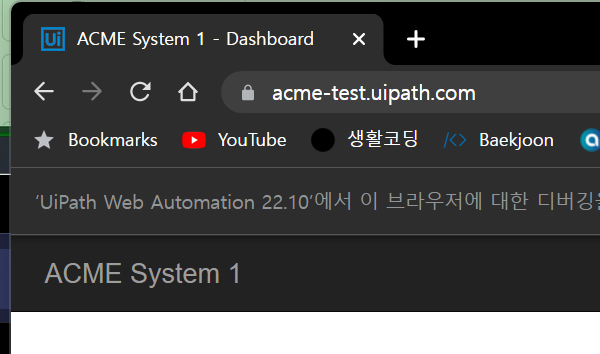 Ui ACME System 1 - Dashboard
acme-test.uipath.com
Bookmarks YouTube 생활코딩 </> Baekjoon a
'UiPath Web Automation 22.10'에서 이 브라우저에 대한 디버깅을
ACME System 1